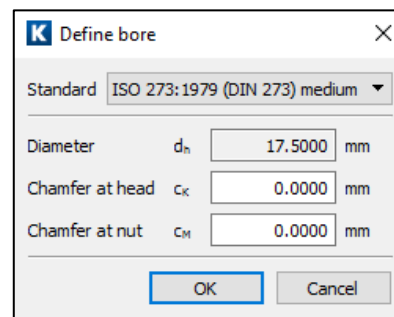 K Define bore
Standard ISO 273:1979 (DIN 273) medium
Diameter dₕ 17.5000 mm
Chamfer at head cK 0.0000 mm
Chamfer at nut cM 0.0000 mm
OK Cancel